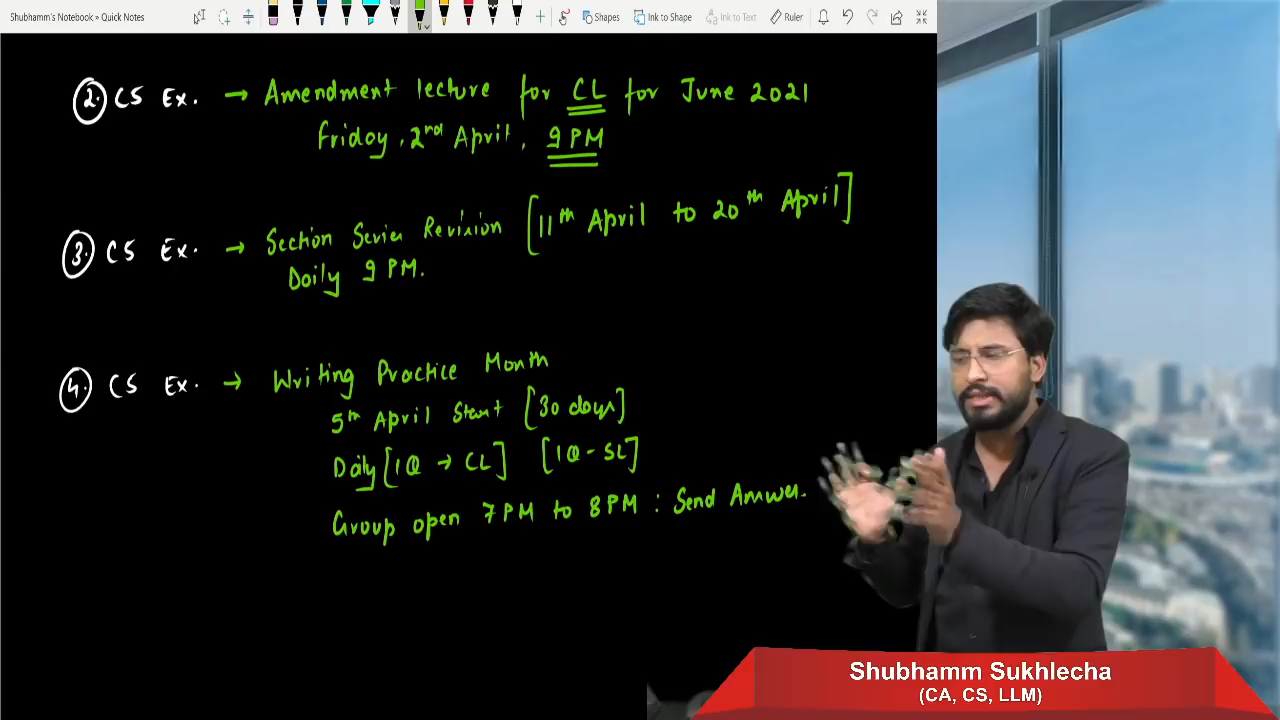 Shubhamm's Notebook » Quick Notes
Shapes
Ink to Shape
Ink to Text
Ruler
2. CS Ex. → Amendment lecture for CL for June 2021
Friday, 2nd April, 9 PM
3. CS Ex. → Section Series Revision [11th April to 20th April]
Daily 9 PM.
4. CS Ex. → Writing Practice Month
5th April Start [30 days]
Daily [1Q → CL] [1Q - SL]
Group open 7 PM to 8 PM : Send Answer.
Shubhamm Sukhlecha
(CA, CS, LLM)